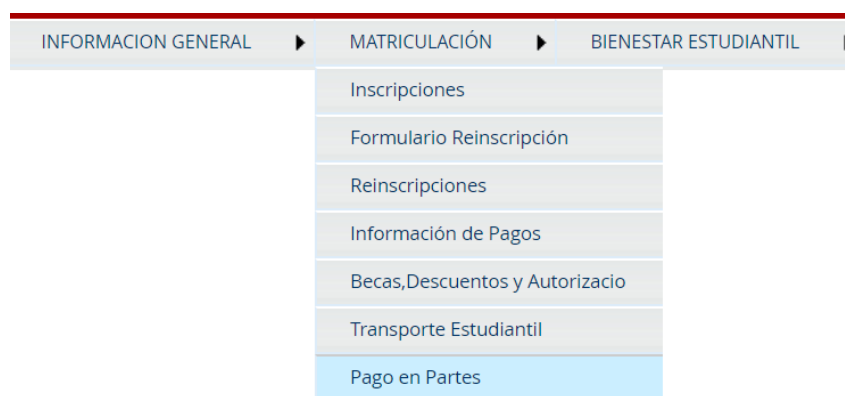 INFORMACION GENERAL MATRICULACIÓN BIENESTAR ESTUDIANTIL
Inscripciones
Formulario Reinscripción
Reinscripciones
Información de Pagos
Becas,Descuentos y Autorizacio
Transporte Estudiantil
Pago en Partes